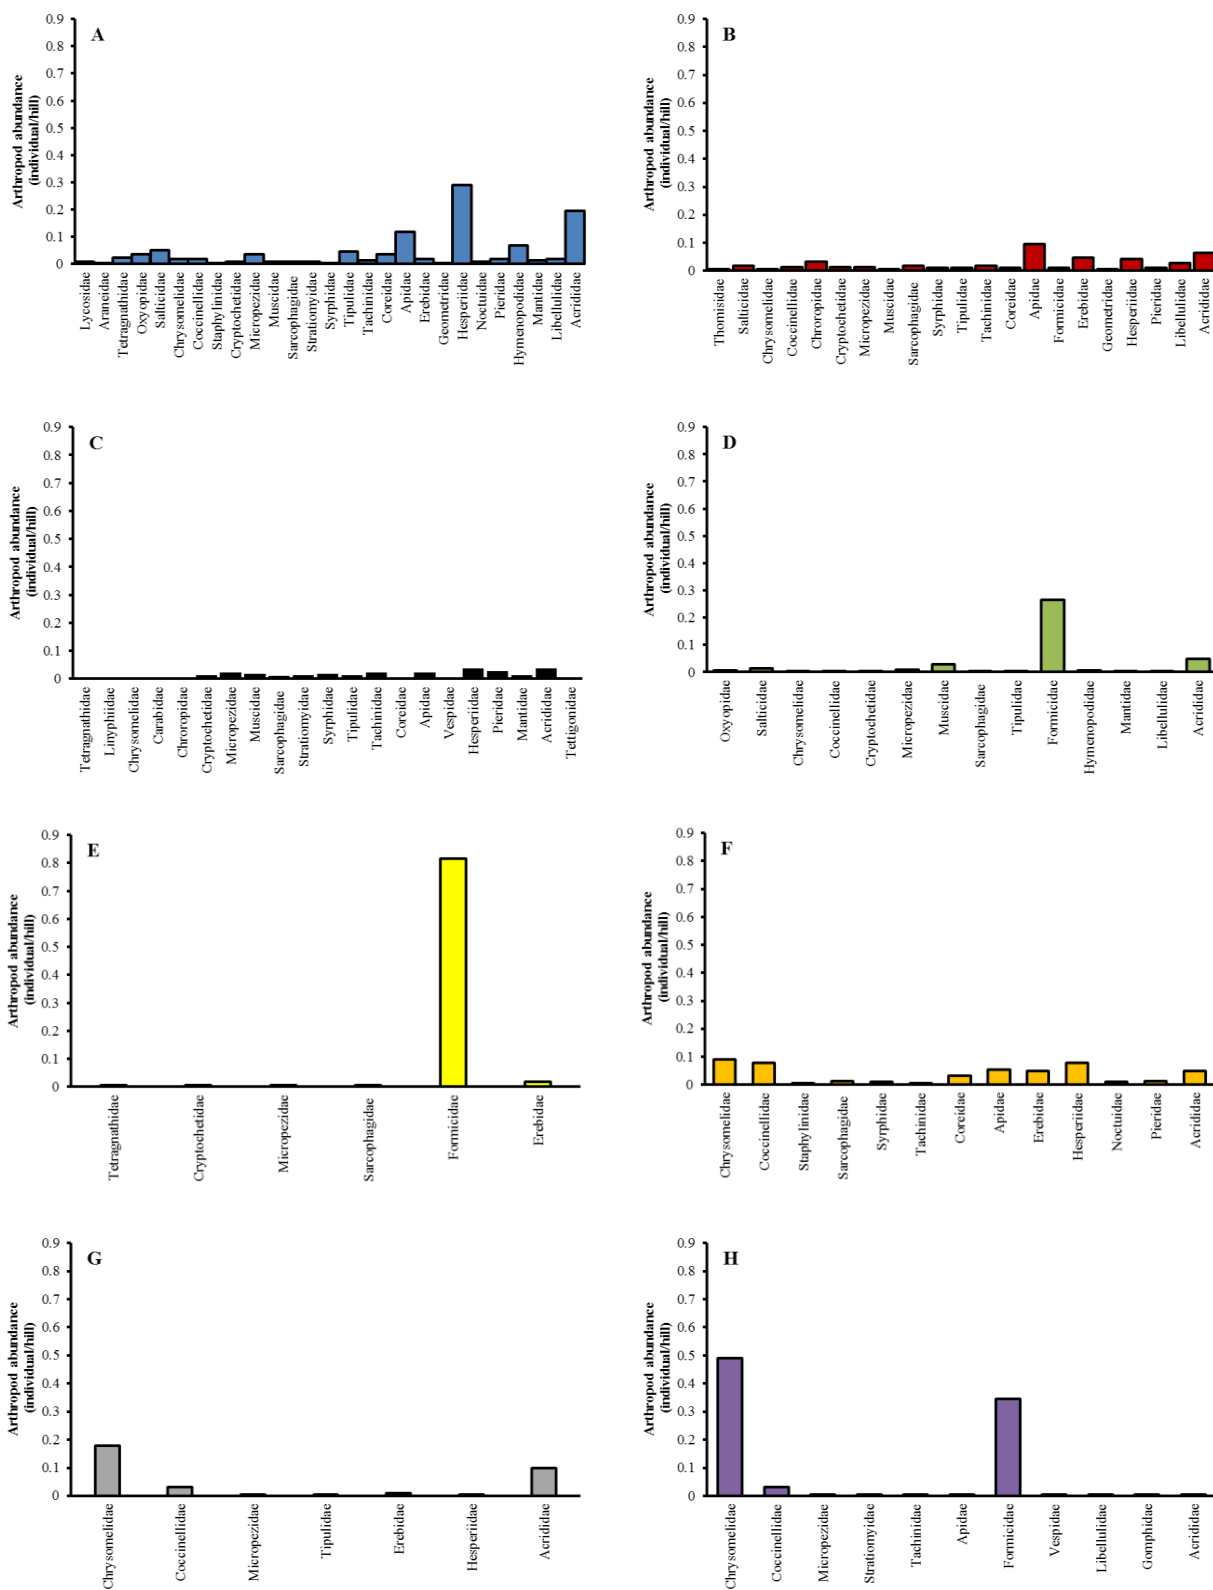 A
Arthropod abundance
(individual/hill)
0.9
0.8
0.7
0.6
0.5
0.4
0.3
0.2
0.1
0
Lycosidae
Araneidae
Tetragnathidae
Oxyopidae
Salticidae
Chrysomelidae
Coccinellidae
Staphylinidae
Cryptochetidae
Micropezidae
Muscidae
Sarcophagidae
Stratiomyidae
Syrphidae
Tipulidae
Tachinidae
Coreidae
Apidae
Erebidae
Geometridae
Hesperiidae
Noctuidae
Pieridae
Hymenopodidae
Mantidae
Libellulidae
Acrididae
B
Arthropod abundance
(individual/hill)
0.9
0.8
0.7
0.6
0.5
0.4
0.3
0.2
0.1
0
Thomisidae
Salticidae
Chrysomelidae
Coccinellidae
Chroropidae
Cryptochetidae
Micropezidae
Muscidae
Sarcophagidae
Syrphidae
Tipulidae
Tachinidae
Coreidae
Apidae
Formicidae
Erebidae
Geometridae
Hesperiidae
Pieridae
Libellulidae
Acrididae
C
Arthropod abundance
(individual/hill)
0.9
0.8
0.7
0.6
0.5
0.4
0.3
0.2
0.1
0
Tetragnathidae
Linyphiidae
Chrysomelidae
Carabidae
Chroropidae
Cryptochetidae
Micropezidae
Muscidae
Sarcophagidae
Stratiomyidae
Syrphidae
Tipulidae
Tachinidae
Coreidae
Apidae
Vespidae
Hesperiidae
Pieridae
Mantidae
Acrididae
Tettigonidae
D
Arthropod abundance
(individual/hill)
0.9
0.8
0.7
0.6
0.5
0.4
0.3
0.2
0.1
0
Oxyopidae
Salticidae
Chrysomelidae
Coccinellidae
Cryptochetidae
Micropezidae
Muscidae
Sarcophagidae
Tipulidae
Formicidae
Hymenopodidae
Mantidae
Libellulidae
Acrididae
E
Arthropod abundance
(individual/hill)
0.9
0.8
0.7
0.6
0.5
0.4
0.3
0.2
0.1
0
Tetragnathidae
Cryptochetidae
Micropezidae
Sarcophagidae
Formicidae
Erebidae
F
Arthropod abundance
(individual/hill)
0.9
0.8
0.7
0.6
0.5
0.4
0.3
0.2
0.1
0
Chrysomelidae
Coccinellidae
Staphylinidae
Sarcophagidae
Syrphidae
Tachinidae
Coreidae
Apidae
Erebidae
Hesperiidae
Noctuidae
Pieridae
Acrididae
G
Arthropod abundance
(individual/hill)
0.9
0.8
0.7
0.6
0.5
0.4
0.3
0.2
0.1
0
Chrysomelidae
Coccinellidae
Micropezidae
Tipulidae
Erebidae
Hesperiidae
Acrididae
H
Arthropod abundance
(individual/hill)
0.9
0.8
0.7
0.6
0.5
0.4
0.3
0.2
0.1
0
Chrysomelidae
Coccinellidae
Micropezidae
Stratiomyidae
Tachinidae
Apidae
Formicidae
Vespidae
Libellulidae
Gomphidae
Acrididae